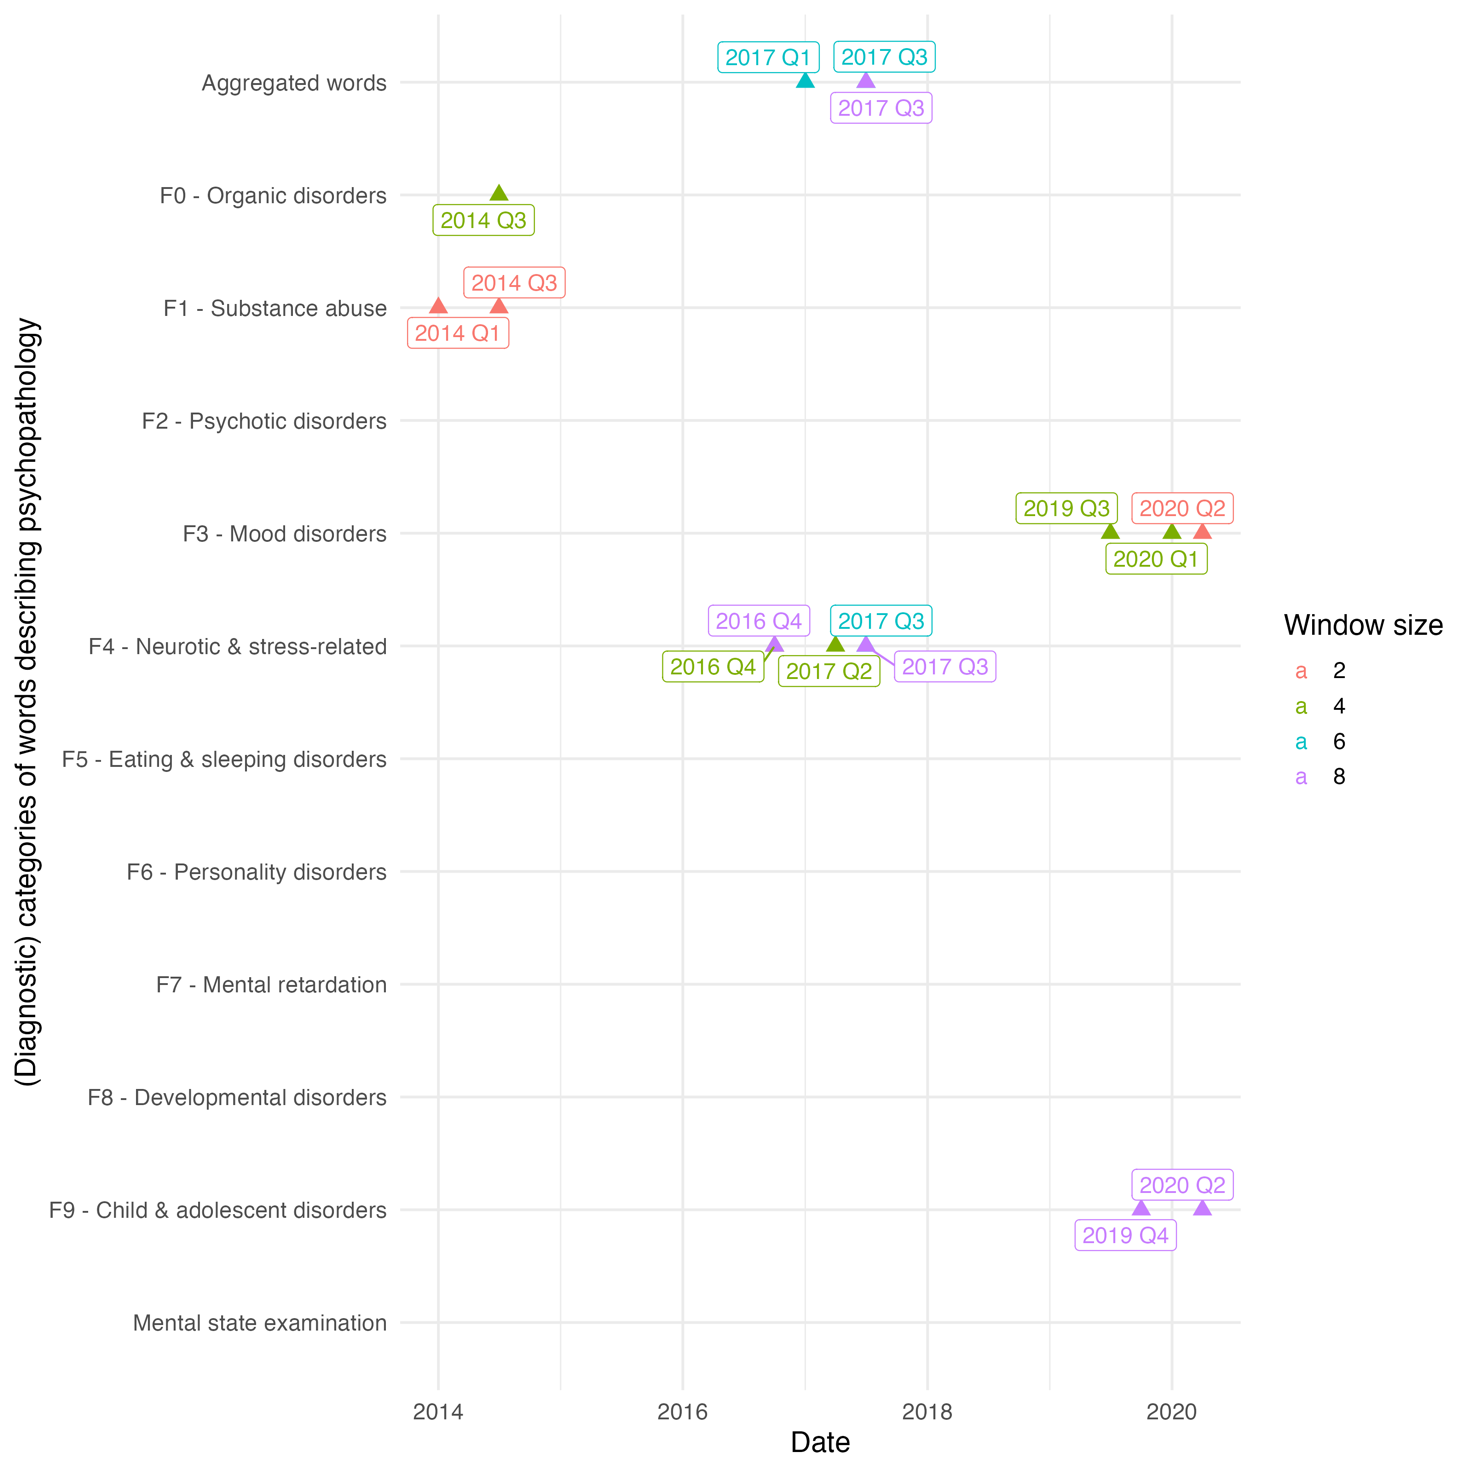 2017 Q1
2017 Q3
Aggregated words
2017 Q3
F0 - Organic disorders
2014 Q3
2014 Q3
F1 - Substance abuse
2014 Q1
F2 - Psychotic disorders
2019 Q3
2020 Q2
F3 - Mood disorders
2020 Q1
2016 Q4
2017 Q3
F4 - Neurotic & stress-related
2016 Q4
2017 Q2
2017 Q3
F5 - Eating & sleeping disorders
F6 - Personality disorders
F7 - Mental retardation
F8 - Developmental disorders
2020 Q2
F9 - Child & adolescent disorders
2019 Q4
Mental state examination
(Diagnostic) categories of words describing psychopathology
2014
2016
2018
2020
Date
Window size
a 2
a 4
a 6
a 8